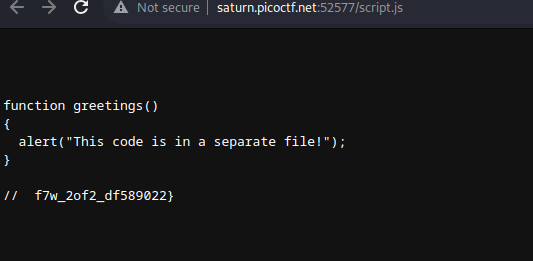 Not secure | saturn.picoctf.net:52577/script.js
function greetings()
{
  alert("This code is in a separate file!");
}
//  f7w_2of2_df589022}